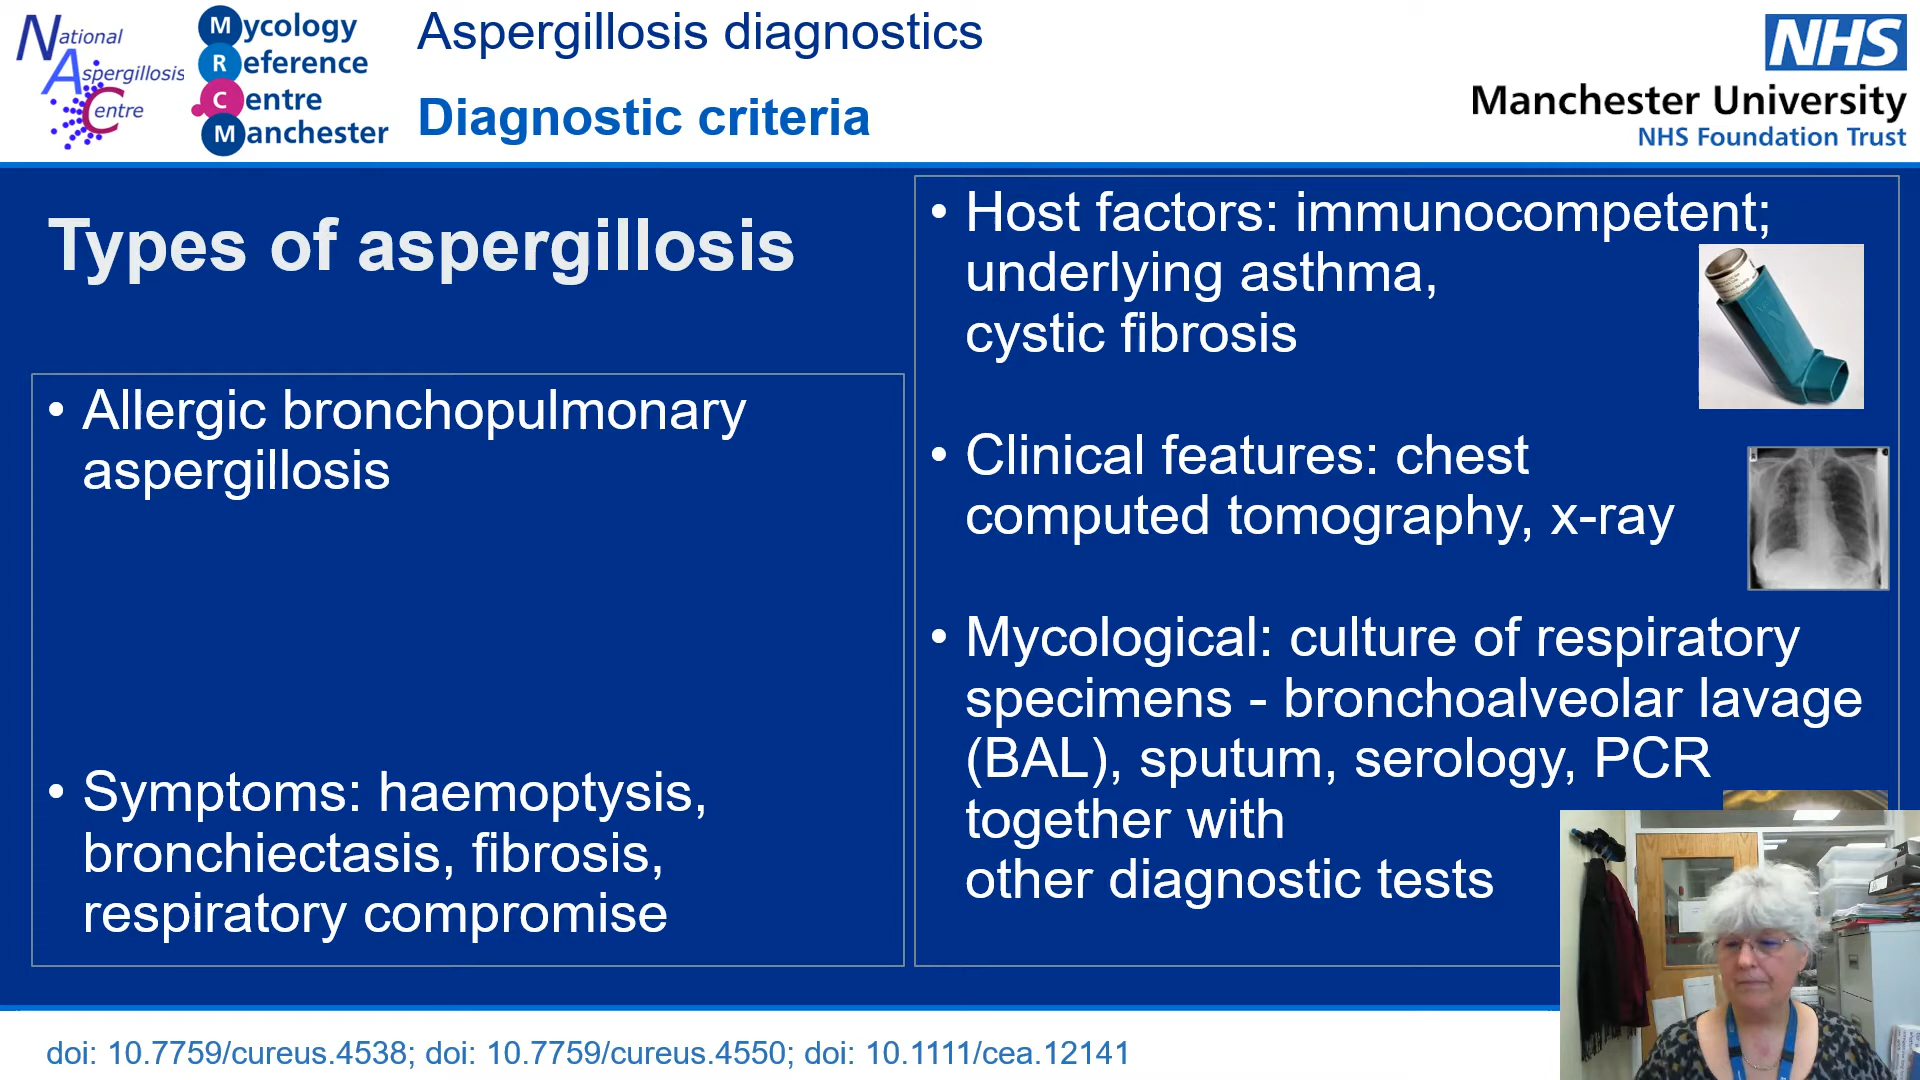 National
Aspergillosis
Centre
Mycology
Reference
Centre
Manchester
Aspergillosis diagnostics
Diagnostic criteria
NHS
Manchester University
NHS Foundation Trust
Types of aspergillosis
• Allergic bronchopulmonary
aspergillosis
• Symptoms: haemoptysis,
bronchiectasis, fibrosis,
respiratory compromise
• Host factors: immunocompetent;
underlying asthma,
cystic fibrosis
• Clinical features: chest
computed tomography, x-ray
• Mycological: culture of respiratory
specimens - bronchoalveolar lavage
(BAL), sputum, serology, PCR
together with
other diagnostic tests
doi: 10.7759/cureus.4538; doi: 10.7759/cureus.4550; doi: 10.1111/cea.12141